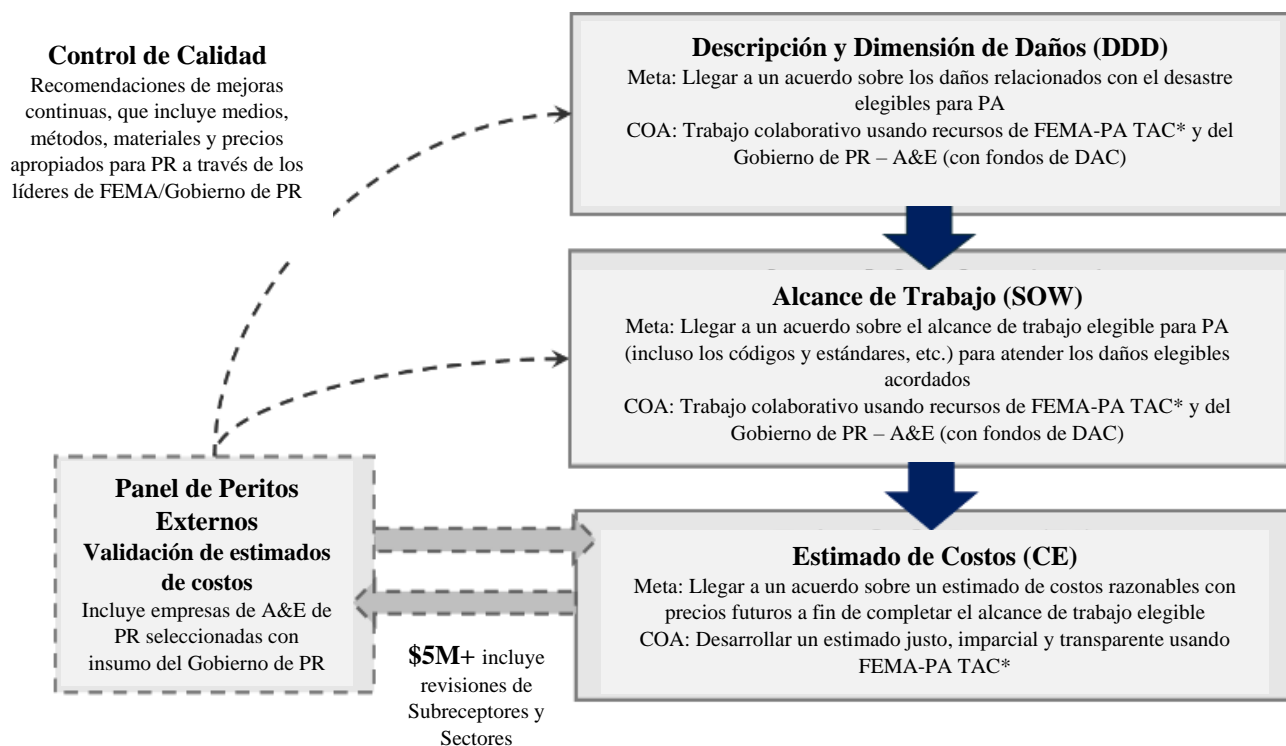 Control de Calidad
Recomendaciones de mejoras
continuas, que incluye medios,
métodos, materiales y precios
apropiados para PR a través de los
líderes de FEMA/Gobierno de PR
Descripción y Dimensión de Daños (DDD)
Meta: Llegar a un acuerdo sobre los daños relacionados con el desastre
elegibles para PA
COA: Trabajo colaborativo usando recursos de FEMA-PA TAC* y del
Gobierno de PR – A&E (con fondos de DAC)
Alcance de Trabajo (SOW)
Meta: Llegar a un acuerdo sobre el alcance de trabajo elegible para PA
(incluso los códigos y estándares, etc.) para atender los daños elegibles
acordados
COA: Trabajo colaborativo usando recursos de FEMA-PA TAC* y del
Gobierno de PR – A&E (con fondos de DAC)
Panel de Peritos
Externos
Validación de estimados
de costos
Incluye empresas de A&E de
PR seleccionadas con
insumo del Gobierno de PR
$5M+ incluye
revisiones de
Subreceptores y
Sectores
Estimado de Costos (CE)
Meta: Llegar a un acuerdo sobre un estimado de costos razonables con
precios futuros a fin de completar el alcance de trabajo elegible
COA: Desarrollar un estimado justo, imparcial y transparente usando
FEMA-PA TAC*